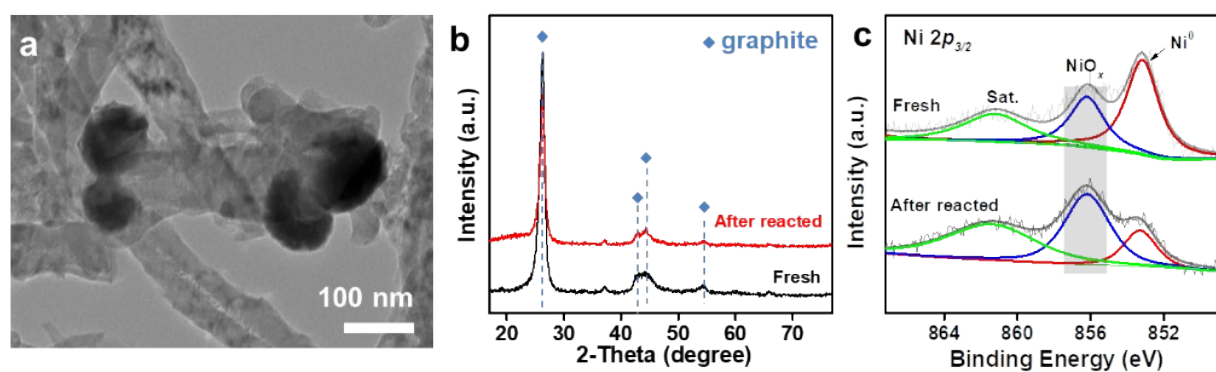 a
100 nm
b
graphite
After reacted
Fresh
Intensity (a.u.)
20 30 40 50 60 70
2-Theta (degree)
c
Ni 2p3/2
Ni0
NiOx
Sat.
Fresh
After reacted
Intensity (a.u.)
864 860 856 852
Binding Energy (eV)